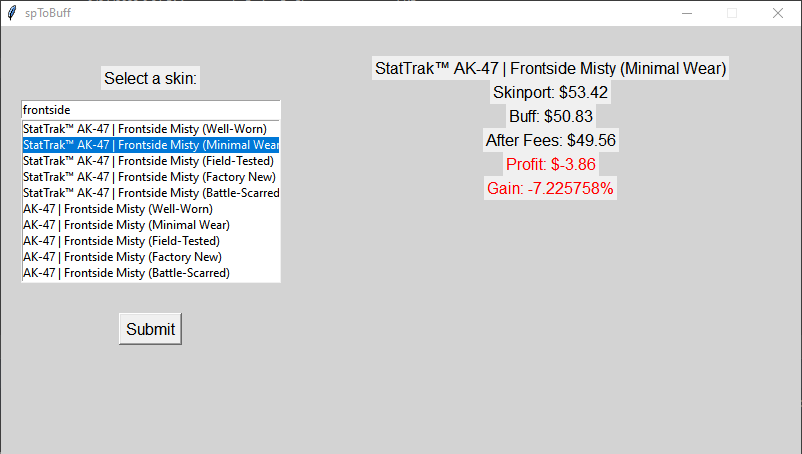 spToBuff
Select a skin:
frontside
StatTrak™ AK-47 | Frontside Misty (Well-Worn)
StatTrak™ AK-47 | Frontside Misty (Minimal Wear
StatTrak™ AK-47 | Frontside Misty (Field-Tested)
StatTrak™ AK-47 | Frontside Misty (Factory New)
StatTrak™ AK-47 | Frontside Misty (Battle-Scarred
AK-47 | Frontside Misty (Well-Worn)
AK-47 | Frontside Misty (Minimal Wear)
AK-47 | Frontside Misty (Field-Tested)
AK-47 | Frontside Misty (Factory New)
AK-47 | Frontside Misty (Battle-Scarred)
Submit
StatTrak™ AK-47 | Frontside Misty (Minimal Wear)
Skinport: $53.42
Buff: $50.83
After Fees: $49.56
Profit: $-3.86
Gain: -7.225758%